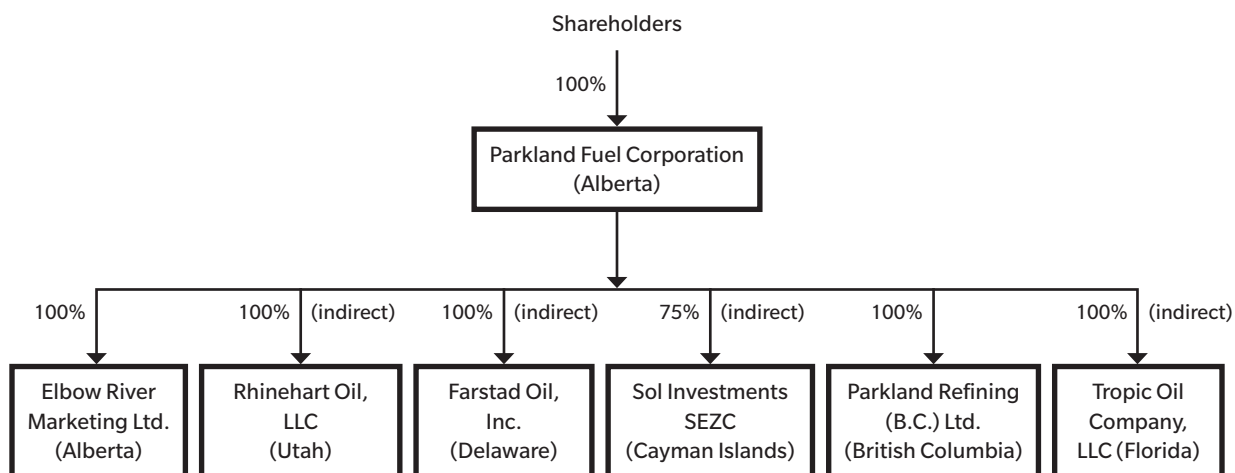 Shareholders
100%
Parkland Fuel Corporation
(Alberta)
100%
100% (indirect)
100% (indirect)
75% (indirect)
100%
100% (indirect)
Elbow River
Marketing Ltd.
(Alberta)
Rhinehart Oil,
LLC
(Utah)
Farstad Oil,
Inc.
(Delaware)
Sol Investments
SEZC
(Cayman Islands)
Parkland Refining
(B.C.) Ltd.
(British Columbia)
Tropic Oil
Company,
LLC (Florida)